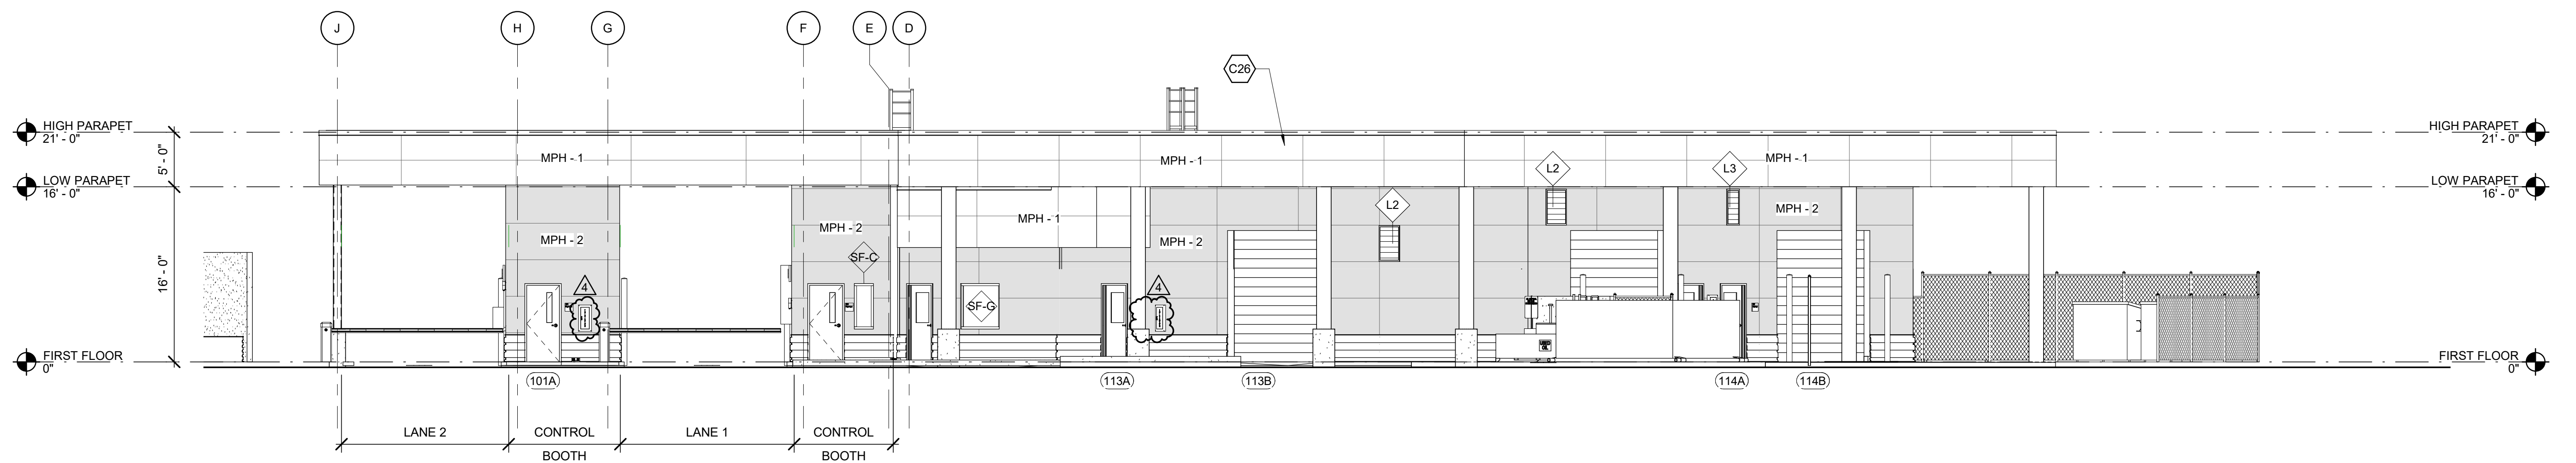 J
H
G
F
E
D
C26
HIGH PARAPET
21' - 0"
HIGH PARAPET
21' - 0"
5' - 0"
MPH - 1
MPH - 1
MPH - 1
L2
L3
LOW PARAPET
16' - 0"
LOW PARAPET
16' - 0"
L2
MPH - 1
MPH - 2
MPH - 2
MPH - 2
MPH - 2
SF-C
16' - 0"
4
4
SF-G
USED
OIL
FIRST FLOOR
0"
FIRST FLOOR
0"
101A
113A
113B
114A
114B
LANE 2
CONTROL
BOOTH
LANE 1
CONTROL
BOOTH